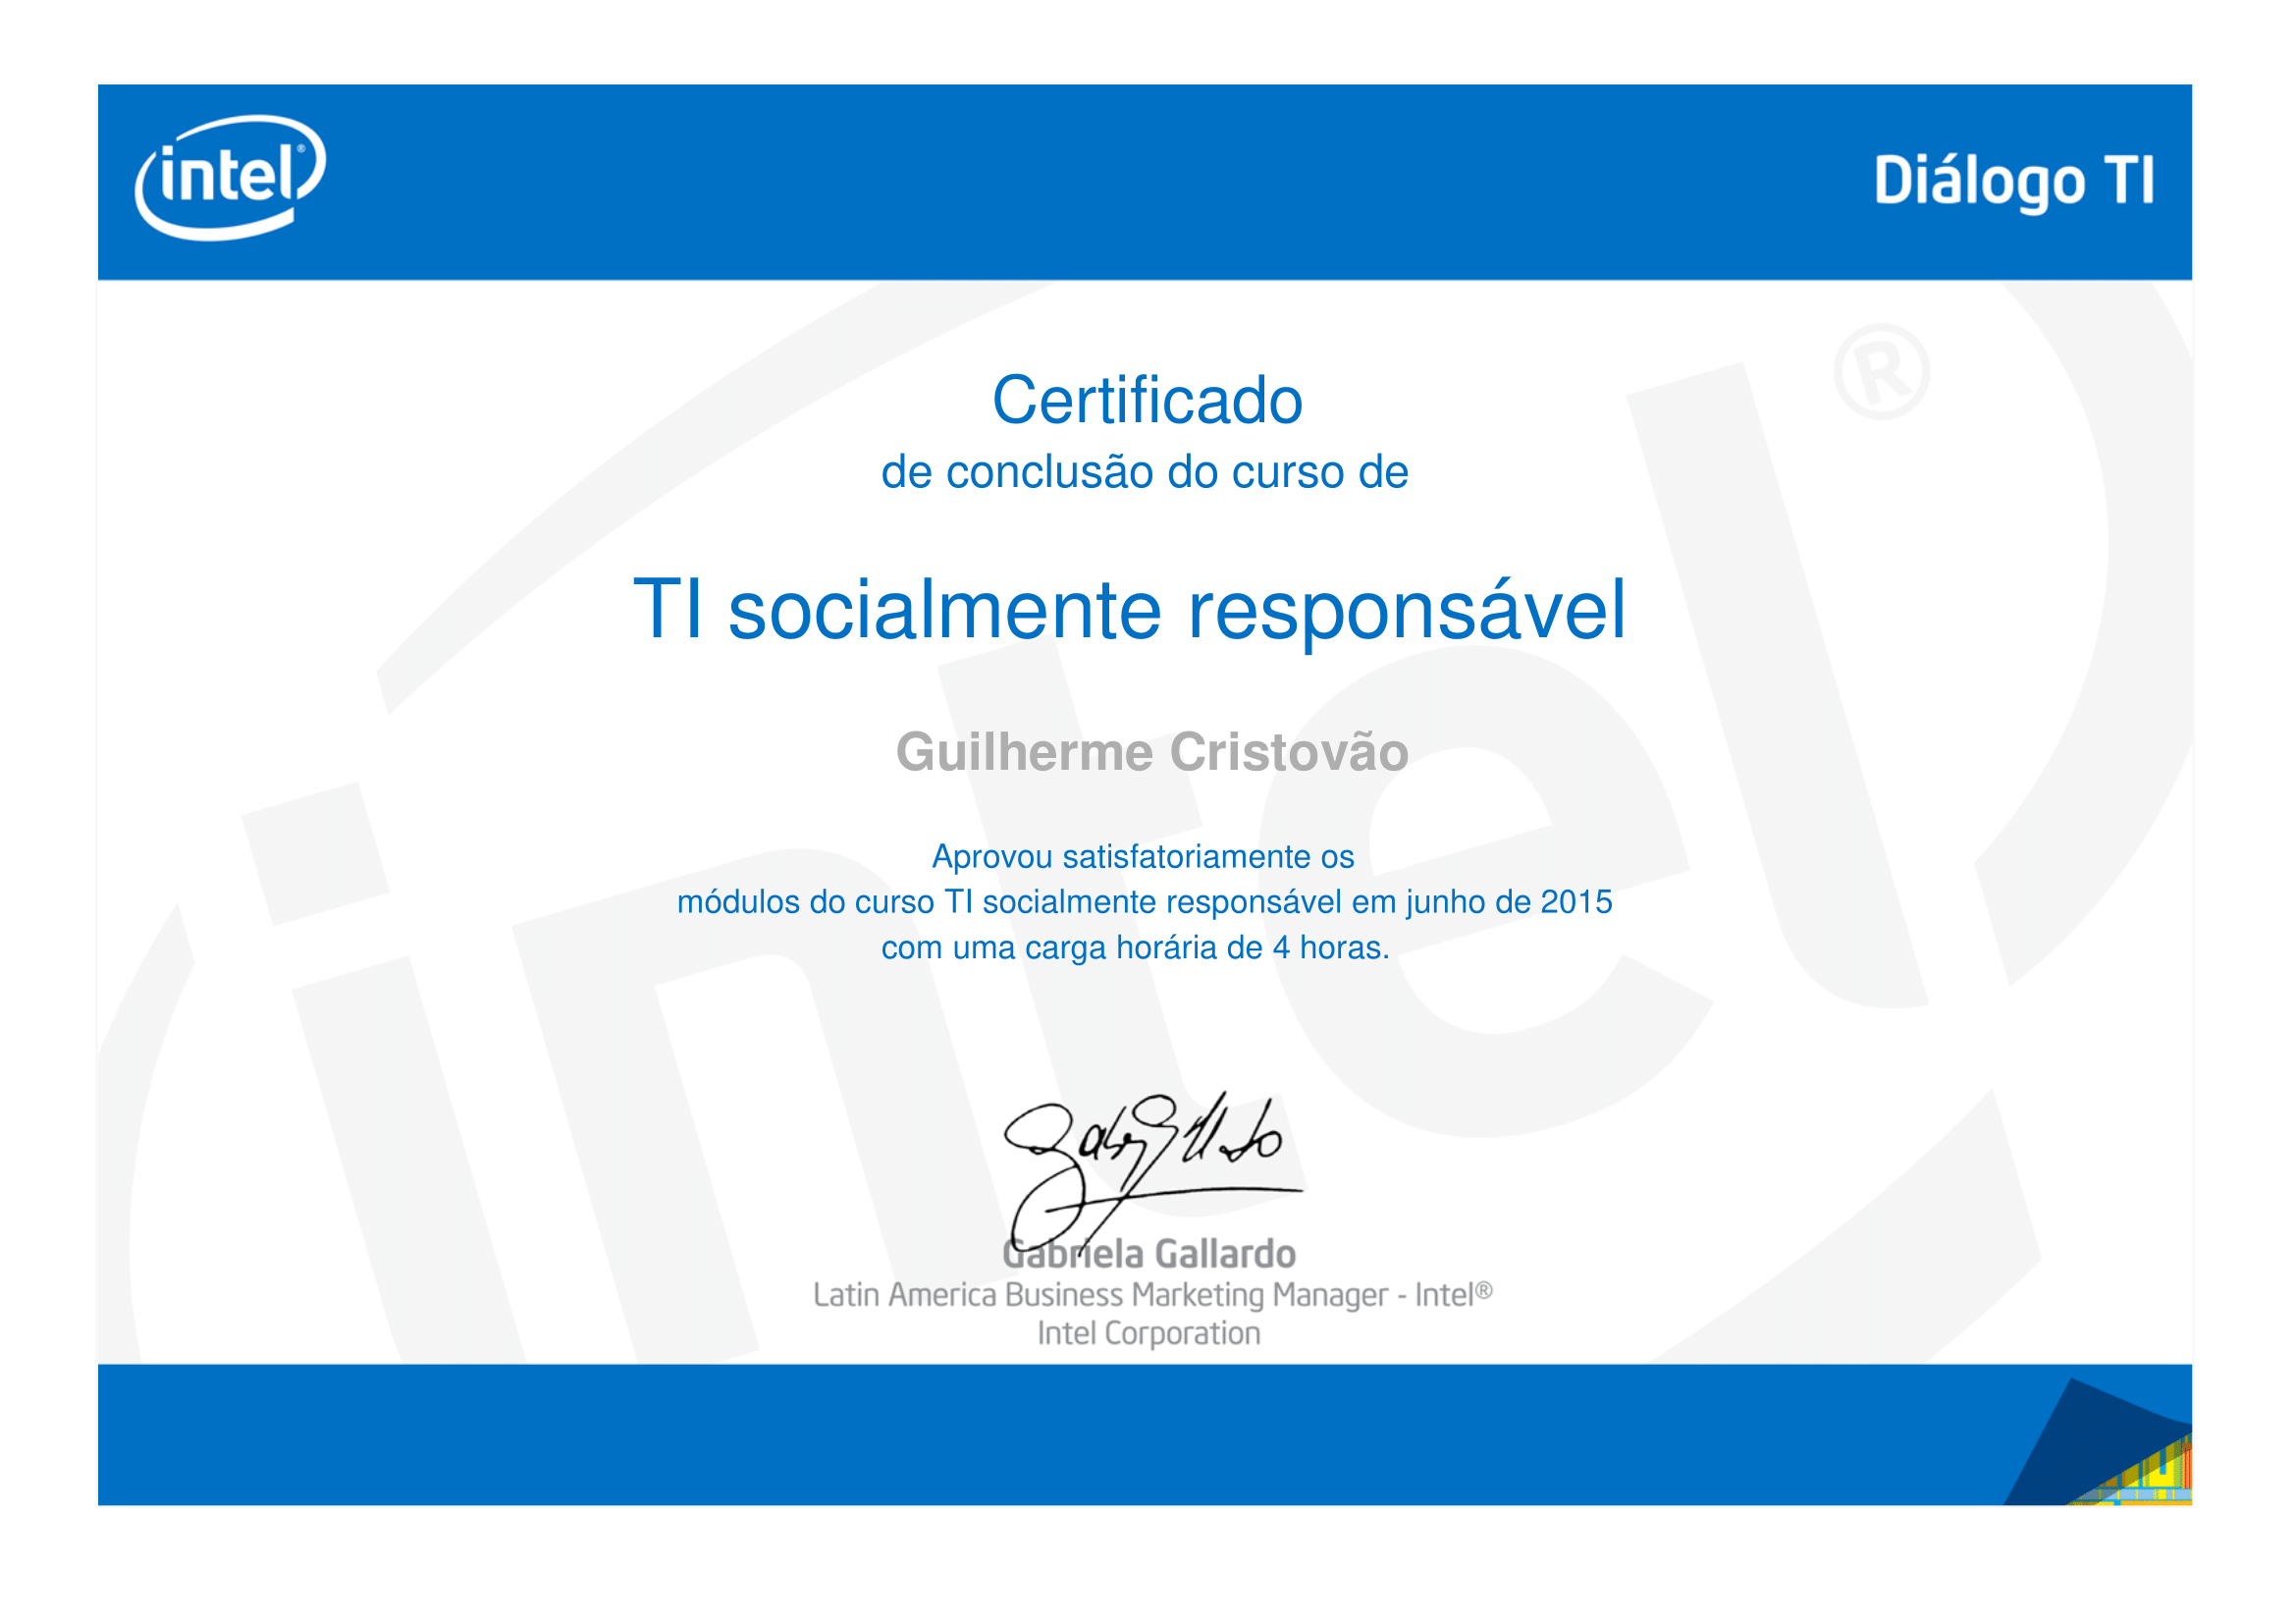 intel®
Diálogo TI
Certificado
de conclusão do curso de
TI socialmente responsável
Guilherme Cristovão
Aprovou satisfatoriamente os
módulos do curso TI socialmente responsável em junho de 2015
com uma carga horária de 4 horas.
Gabriela Gallardo
Latin America Business Marketing Manager - Intel®
Intel Corporation